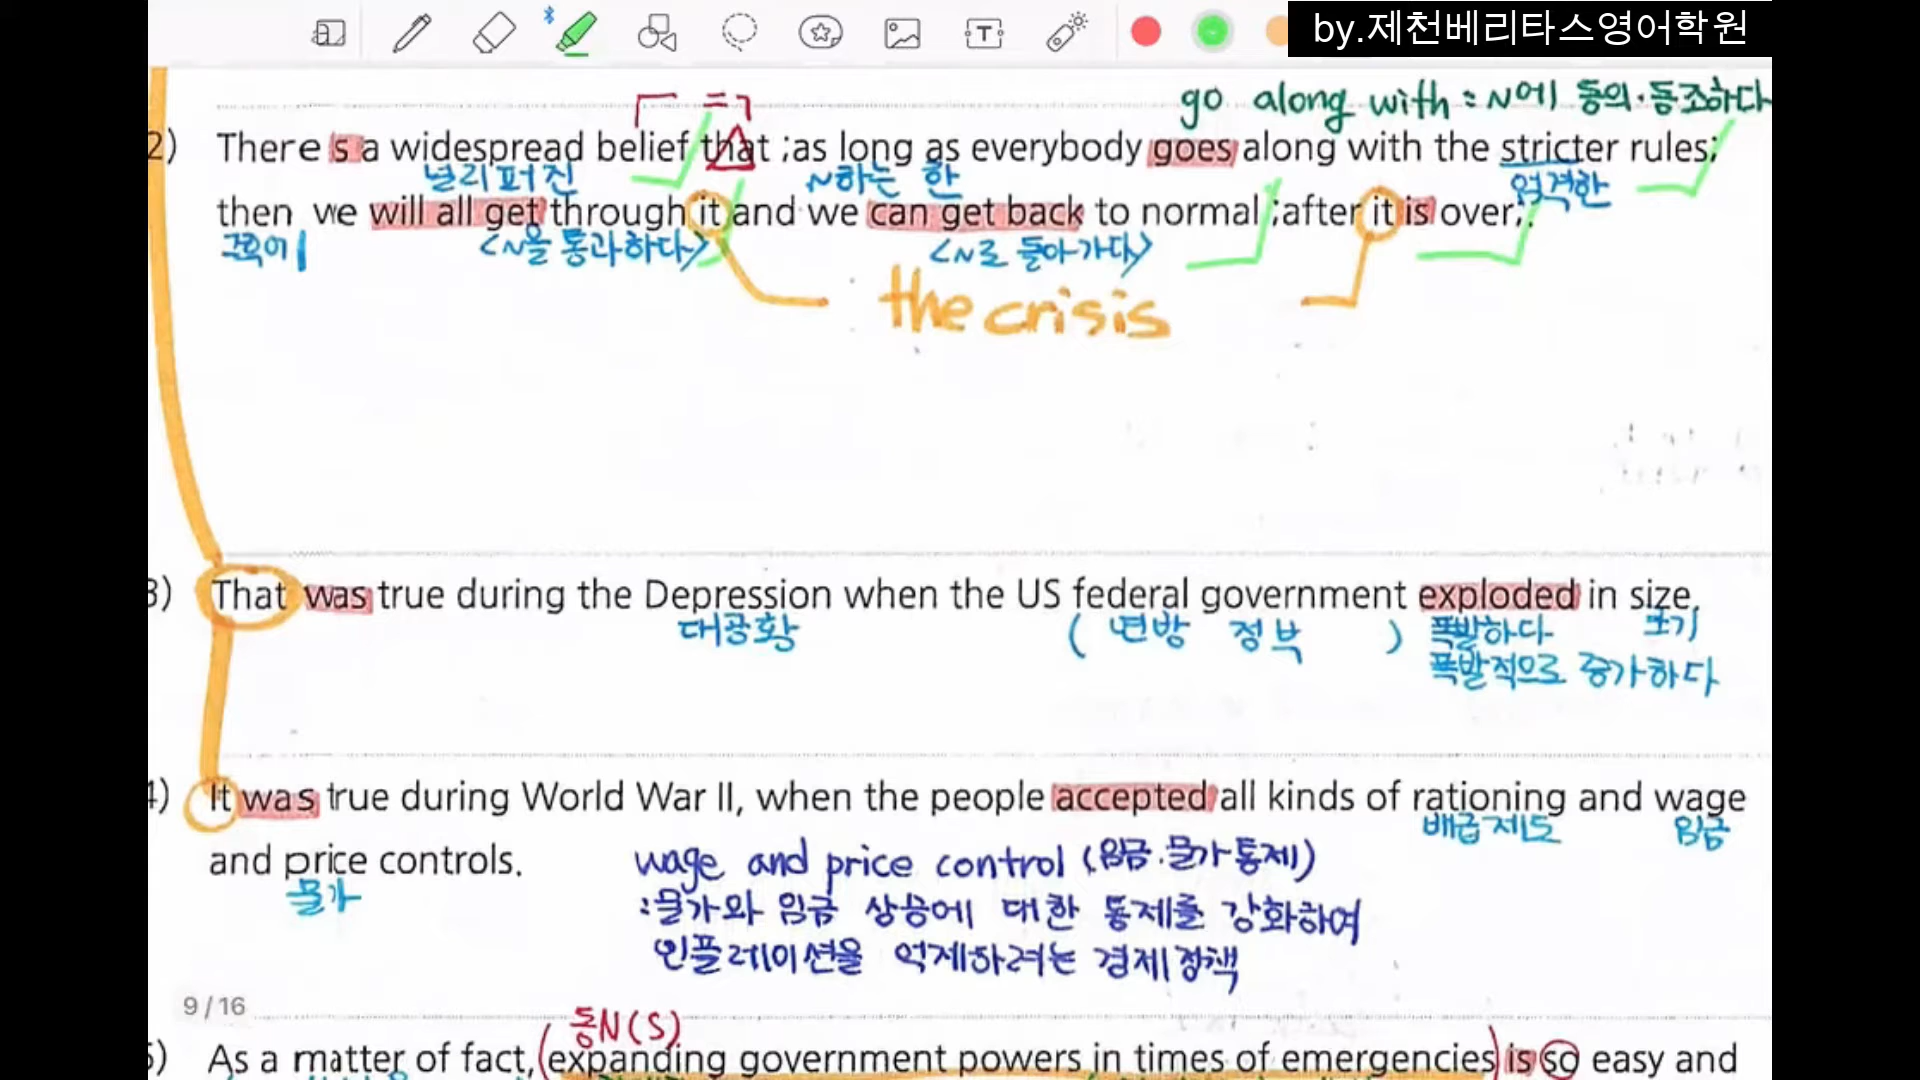 by.제천베리타스영어학원
go along with : N에 동의·동조하다
2) There is a widespread belief that ;as long as everybody goes along with the stricter rules;
널리 퍼진 N하는 한 엄격한
then we will all get through it and we can get back to normal ;after it is over;.
그러면 <N을 통과하다> <N로 돌아가다>
the crisis
3) That was true during the Depression when the US federal government exploded in size.
대공황 ( 연방 정부 ) 폭발하다 크기
폭발적으로 증가하다
4) It was true during World War II, when the people accepted all kinds of rationing and wage
배급제도 임금
and price controls. wage and price control (임금·물가 통제)
물가 :물가와 임금 상승에 대한 통제를 강화하여
인플레이션을 억제하려는 경제정책
9 / 16
동N(S)
5) As a matter of fact, (expanding government powers in times of emergencies) is so easy and